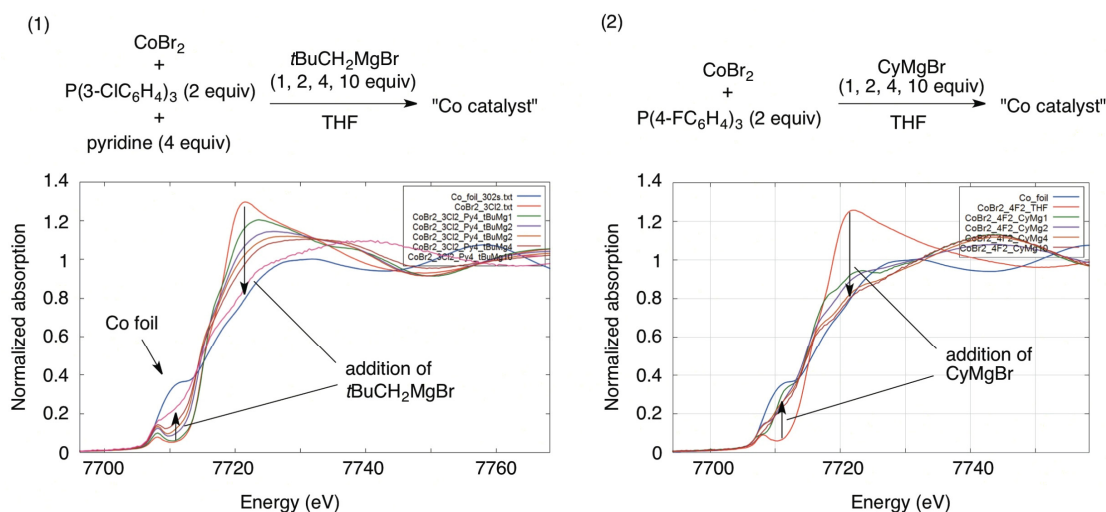 (1)
CoBr2
+
P(3-ClC6H4)3 (2 equiv)
+
pyridine (4 equiv)
tBuCH2MgBr
(1, 2, 4, 10 equiv)
THF
"Co catalyst"
Normalized absorption
1.4
1.2
1.0
0.8
0.6
0.4
0.2
0
Co_foil_302s.txt
CoBr2_3Cl2.txt
CoBr2_3Cl2_Py4_tBuMg1
CoBr2_3Cl2_Py4_tBuMg2
CoBr2_3Cl2_Py4_tBuMg2
CoBr2_3Cl2_Py4_tBuMg4
CoBr2_3Cl2_Py4_tBuMg10
Co foil
addition of
tBuCH2MgBr
7700
7720
7740
7760
Energy (eV)
(2)
CoBr2
+
P(4-FC6H4)3 (2 equiv)
CyMgBr
(1, 2, 4, 10 equiv)
THF
"Co catalyst"
Normalized absorption
1.4
1.2
1.0
0.8
0.6
0.4
0.2
0
Co_foil
CoBr2_4F2_THF
CoBr2_4F2_CyMg1
CoBr2_4F2_CyMg2
CoBr2_4F2_CyMg4
CoBr2_4F2_CyMg10
addition of
CyMgBr
7700
7720
7740
Energy (eV)